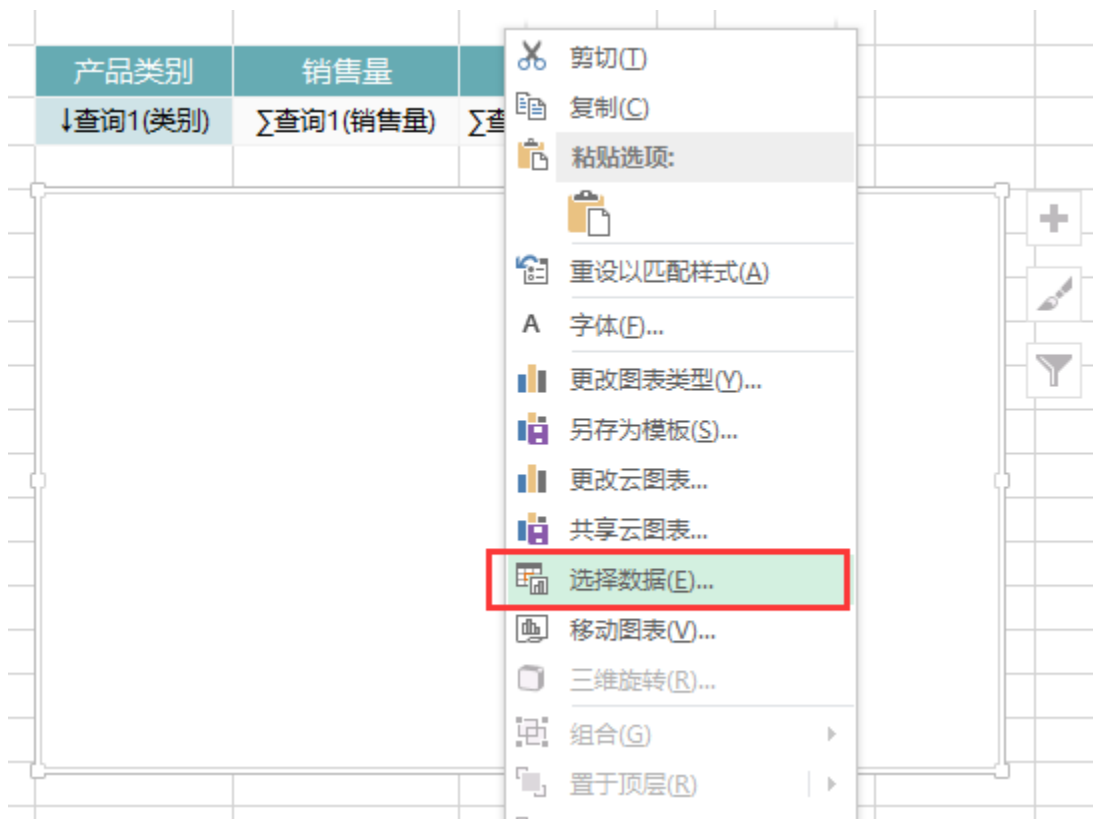 产品类别 销售量
↓查询1(类别) ∑查询1(销售量) ∑查
剪切(T)
复制(C)
粘贴选项:
重设以匹配样式(A)
A 字体(F)...
更改图表类型(Y)...
另存为模板(S)...
更改云图表...
共享云图表...
选择数据(E)...
移动图表(V)...
三维旋转(R)...
组合(G)
置于顶层(R)